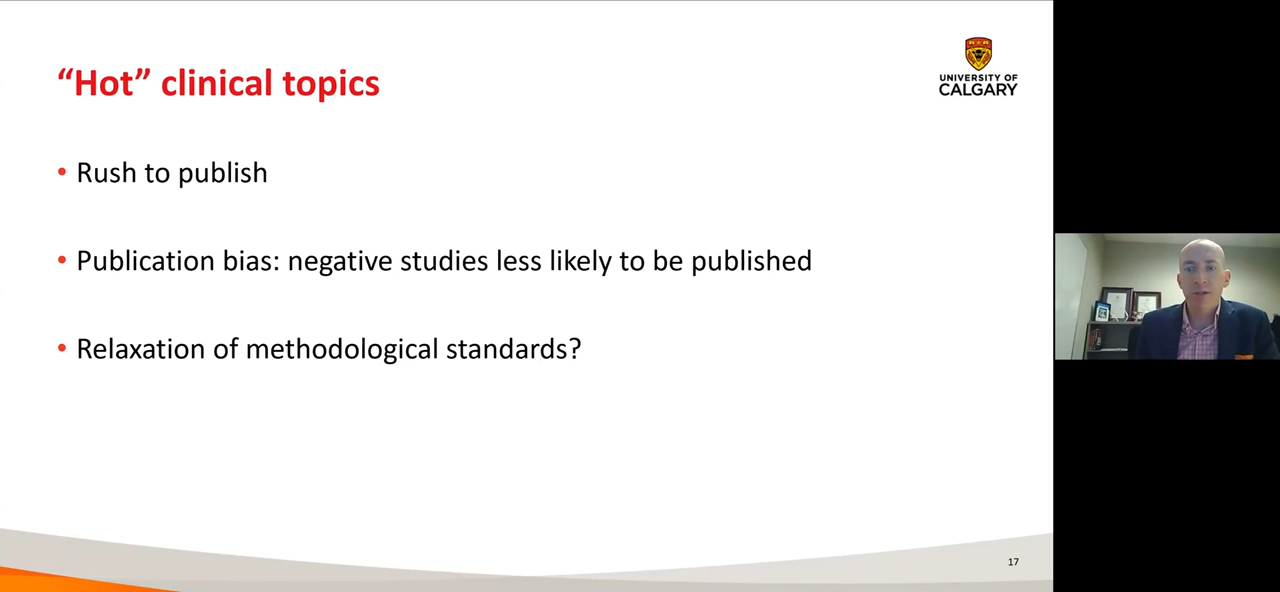 “Hot” clinical topics
UNIVERSITY OF
CALGARY
• Rush to publish
• Publication bias: negative studies less likely to be published
• Relaxation of methodological standards?
17